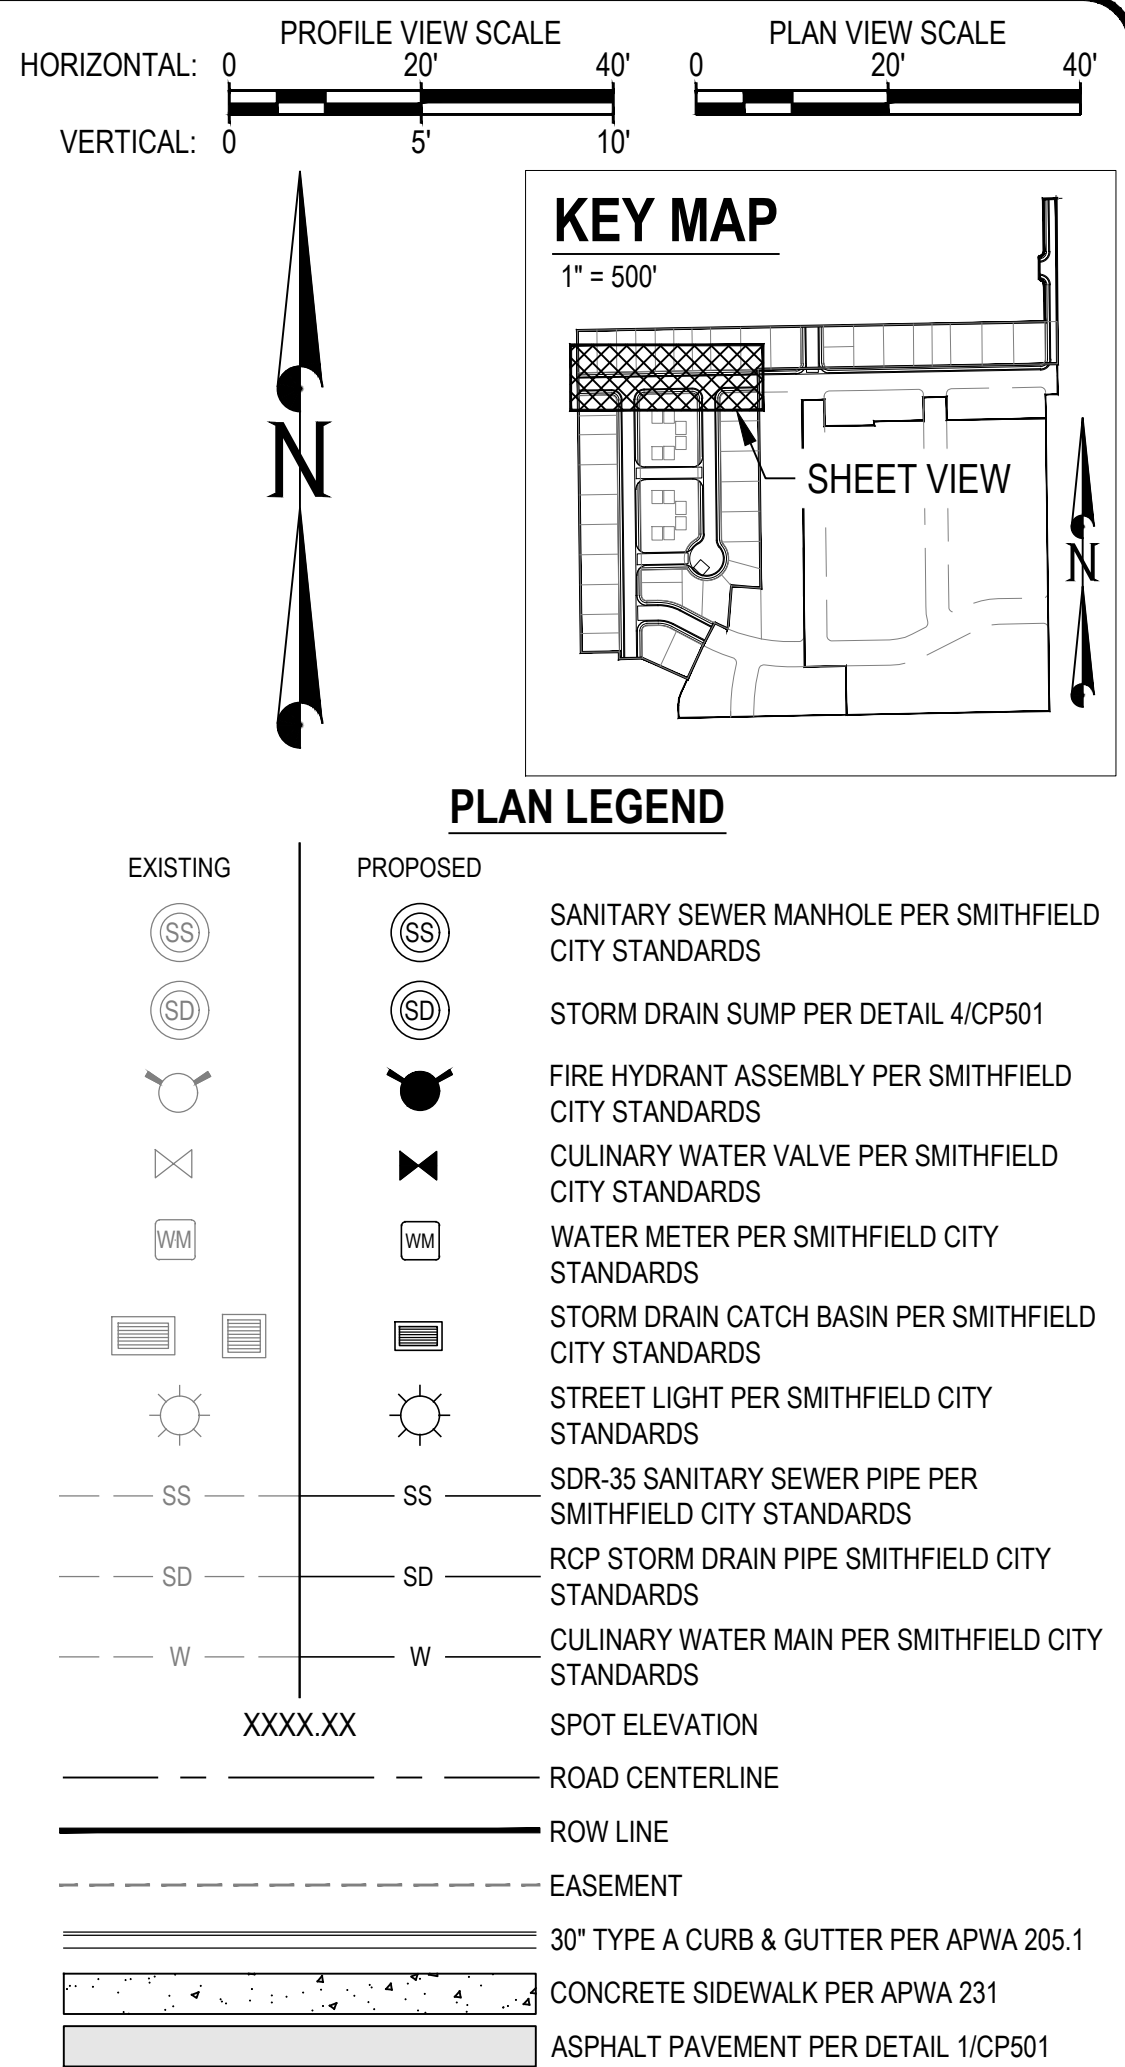 PROFILE VIEW SCALE
PLAN VIEW SCALE
HORIZONTAL: 0 20' 40'
0 20' 40'
VERTICAL: 0 5' 10'
KEY MAP
1" = 500'
SHEET VIEW
N
N
PLAN LEGEND
EXISTING
PROPOSED
SS SS SANITARY SEWER MANHOLE PER SMITHFIELD
CITY STANDARDS
SD SD STORM DRAIN SUMP PER DETAIL 4/CP501
FIRE HYDRANT ASSEMBLY PER SMITHFIELD
CITY STANDARDS
CULINARY WATER VALVE PER SMITHFIELD
CITY STANDARDS
WM WM WATER METER PER SMITHFIELD CITY
STANDARDS
STORM DRAIN CATCH BASIN PER SMITHFIELD
CITY STANDARDS
STREET LIGHT PER SMITHFIELD CITY
STANDARDS
SS SS SDR-35 SANITARY SEWER PIPE PER
SMITHFIELD CITY STANDARDS
SD SD RCP STORM DRAIN PIPE SMITHFIELD CITY
STANDARDS
W W CULINARY WATER MAIN PER SMITHFIELD CITY
STANDARDS
XXXX.XX SPOT ELEVATION
ROAD CENTERLINE
ROW LINE
EASEMENT
30" TYPE A CURB & GUTTER PER APWA 205.1
CONCRETE SIDEWALK PER APWA 231
ASPHALT PAVEMENT PER DETAIL 1/CP501